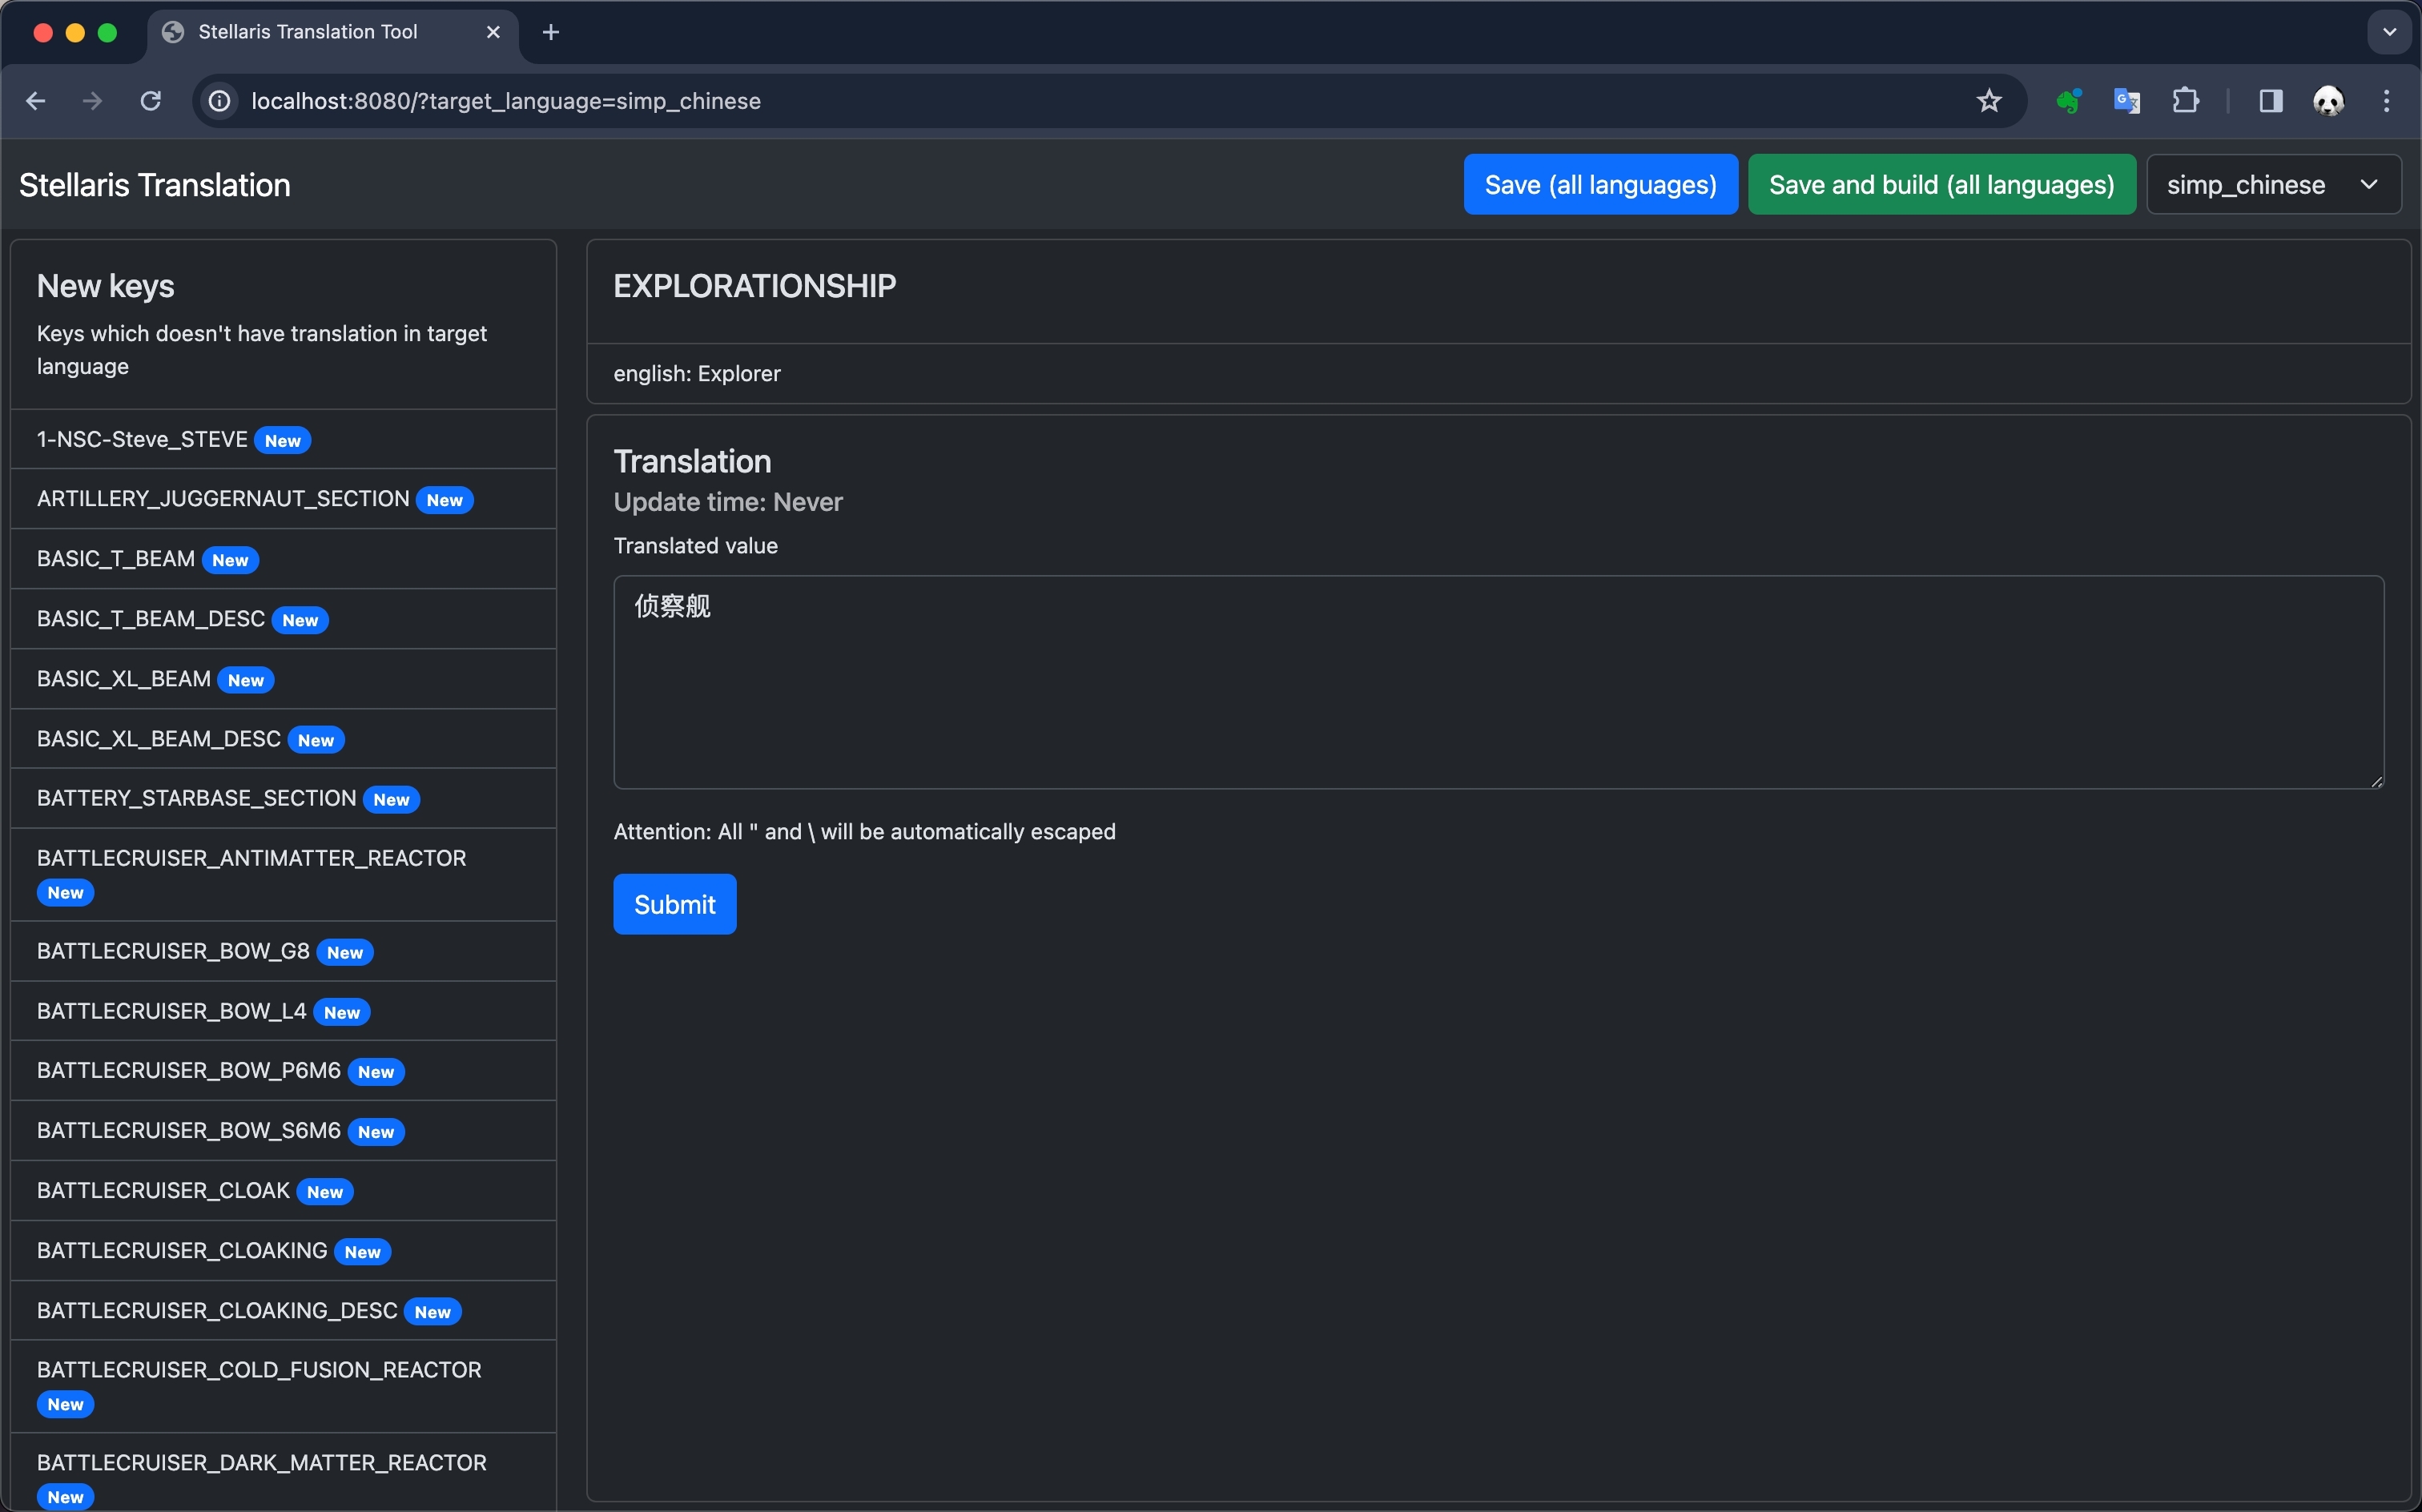 Stellaris Translation Tool
localhost:8080/?target_language=simp_chinese
Stellaris Translation
Save (all languages)
Save and build (all languages)
simp_chinese
New keys
Keys which doesn't have translation in target
language
1-NSC-Steve_STEVE New
ARTILLERY_JUGGERNAUT_SECTION New
BASIC_T_BEAM New
BASIC_T_BEAM_DESC New
BASIC_XL_BEAM New
BASIC_XL_BEAM_DESC New
BATTERY_STARBASE_SECTION New
BATTLECRUISER_ANTIMATTER_REACTOR
New
BATTLECRUISER_BOW_G8 New
BATTLECRUISER_BOW_L4 New
BATTLECRUISER_BOW_P6M6 New
BATTLECRUISER_BOW_S6M6 New
BATTLECRUISER_CLOAK New
BATTLECRUISER_CLOAKING New
BATTLECRUISER_CLOAKING_DESC New
BATTLECRUISER_COLD_FUSION_REACTOR
New
BATTLECRUISER_DARK_MATTER_REACTOR
New
EXPLORATIONSHIP
english: Explorer
Translation
Update time: Never
Translated value
侦察舰
Attention: All " and \ will be automatically escaped
Submit